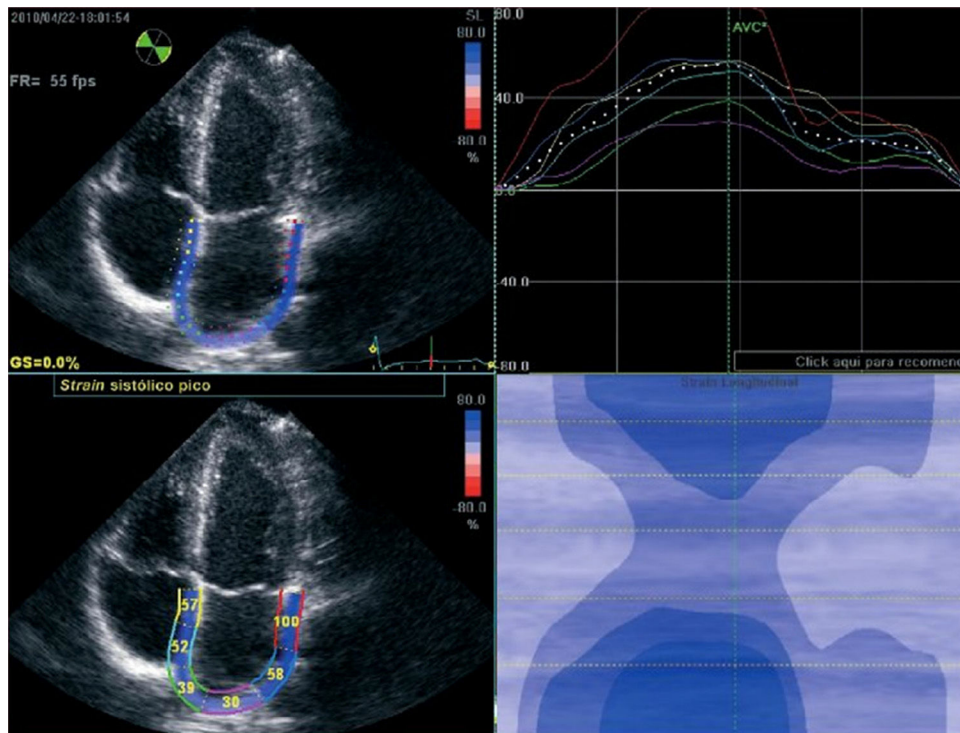 2010/04/22-18:01:54
FR= 55 fps
SL
80.0
80.0
%
GS=0.0%
80.0
AVC*
40.0
0.0
-40.0
-80.0
Click aqui para recomend
Strain sistólico pico
80.0
-80.0
%
57
52
39
30
58
100
Strain Longitudinal